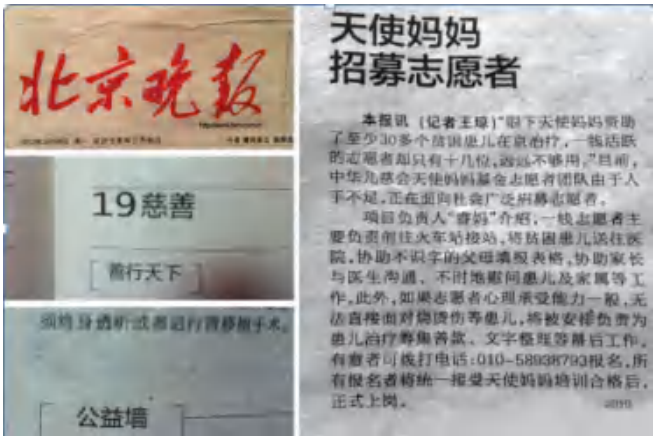 北京晚报
19慈善
善行天下
须终身透析或者进行肾移植手术。
公益墙
天使妈妈
招募志愿者
本报讯（记者王琼）“眼下天使妈妈资助
了至少30多个贫困患儿在京治疗，一线活跃
的志愿者却只有十几位，远远不够用。”目前，
中华儿慈会天使妈妈基金志愿者团队由于人
手不足，正在面向社会广泛招募志愿者。
项目负责人“睿妈”介绍，一线志愿者主
要负责前往火车站接站，将贫困患儿送往医
院，协助不识字的父母填报表格，协助家长
与医生沟通、不时地慰问患儿及家属等工
作。此外，如果志愿者心理承受能力一般，无
法直接面对烧烫伤等患儿，将被安排负责为
患儿治疗筹集善款、文字整理等幕后工作。
有意者可拨打电话：010-58938793报名，所
有报名者将统一接受天使妈妈培训合格后，
正式上岗。